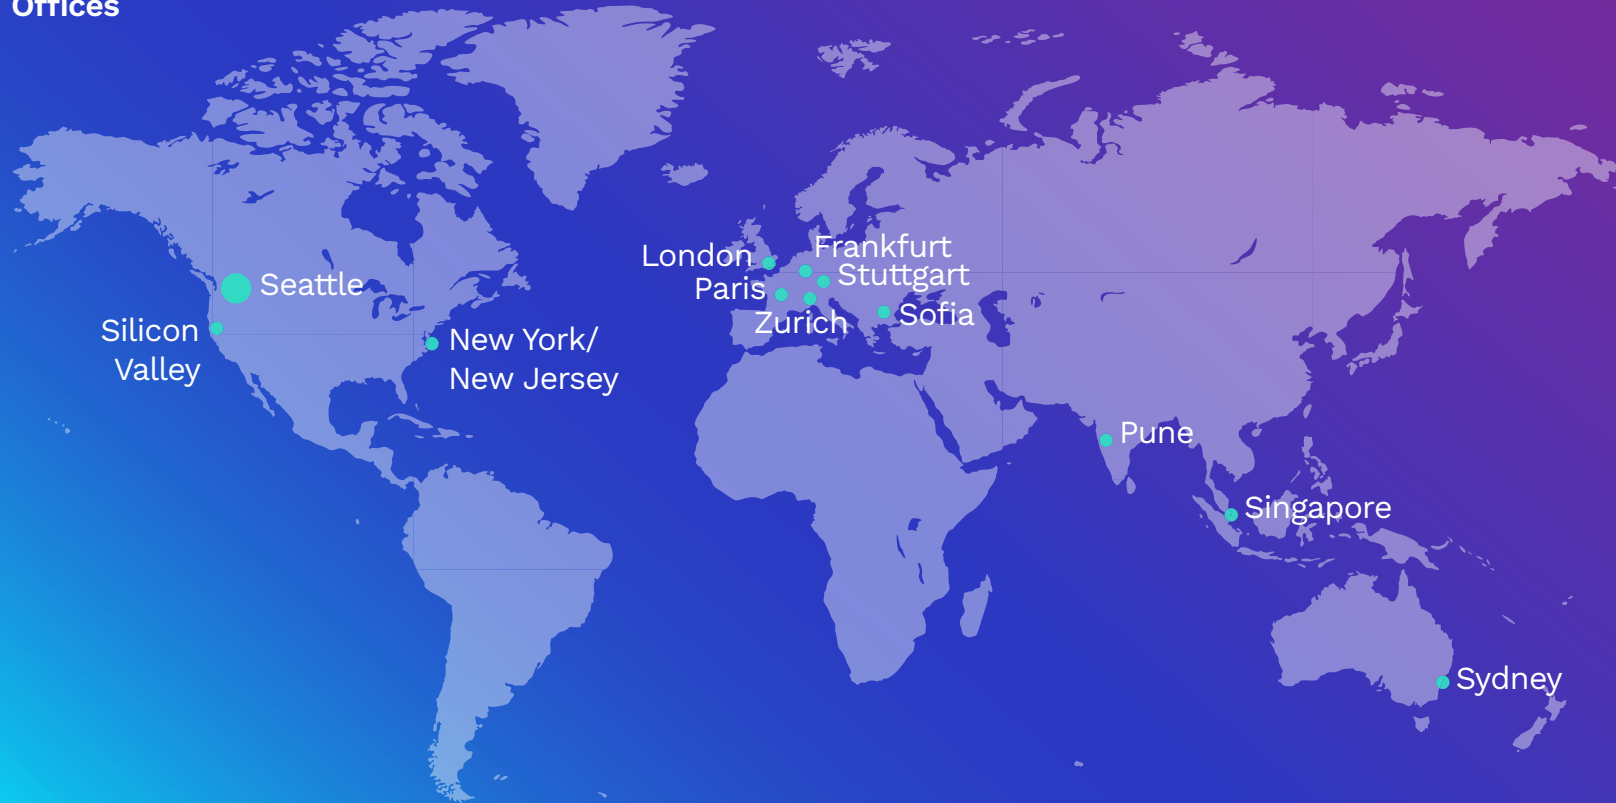 Offices
London
Frankfurt
Stuttgart
Seattle
Paris
Sofia
Zurich
Silicon
Valley
New York/
New Jersey
Pune
Singapore
Sydney